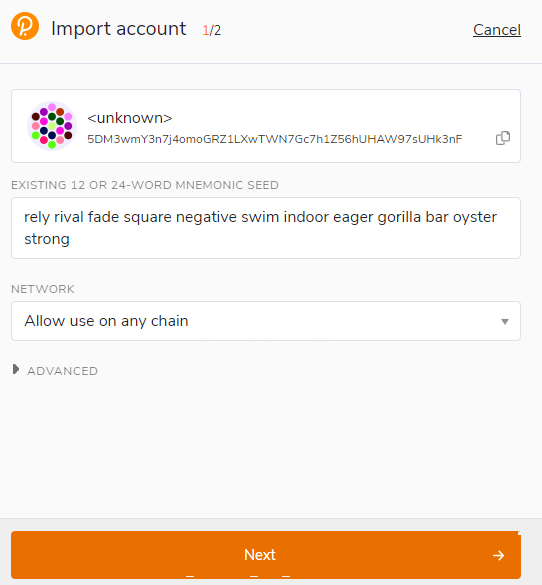 Import account 1/2 Cancel
<unknown>
5DM3wmY3n7j4omoGRZ1LXwTWN7Gc7h1Z56hUHAW97sUHk3nF
EXISTING 12 OR 24-WORD MNEMONIC SEED
rely rival fade square negative swim indoor eager gorilla bar oyster
strong
NETWORK
Allow use on any chain
ADVANCED
Next